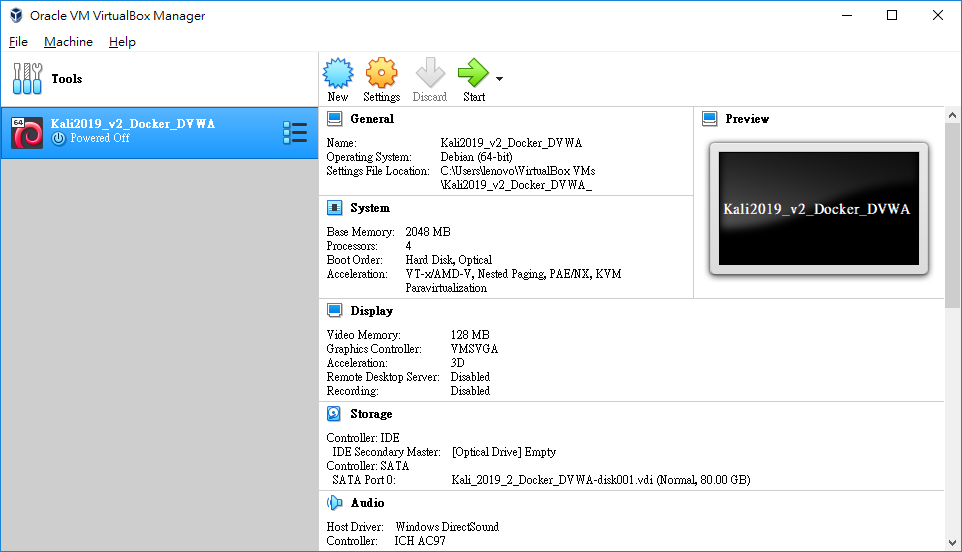 Oracle VM VirtualBox Manager
File Machine Help
Tools
New Settings Discard Start
64
Kali2019_v2_Docker_DVWA
Powered Off
General
Name: Kali2019_v2_Docker_DVWA
Operating System: Debian (64-bit)
Settings File Location: C:\Users\lenovo\VirtualBox VMs
\Kali2019_v2_Docker_DVWA_
Preview
Kali2019_v2_Docker_DVWA
System
Base Memory: 2048 MB
Processors: 4
Boot Order: Hard Disk, Optical
Acceleration: VT-x/AMD-V, Nested Paging, PAE/NX, KVM
Paravirtualization
Display
Video Memory: 128 MB
Graphics Controller: VMSVGA
Acceleration: 3D
Remote Desktop Server: Disabled
Recording: Disabled
Storage
Controller: IDE
IDE Secondary Master: [Optical Drive] Empty
Controller: SATA
SATA Port 0: Kali_2019_2_Docker_DVWA-disk001.vdi (Normal, 80.00 GB)
Audio
Host Driver: Windows DirectSound
Controller: ICH AC97